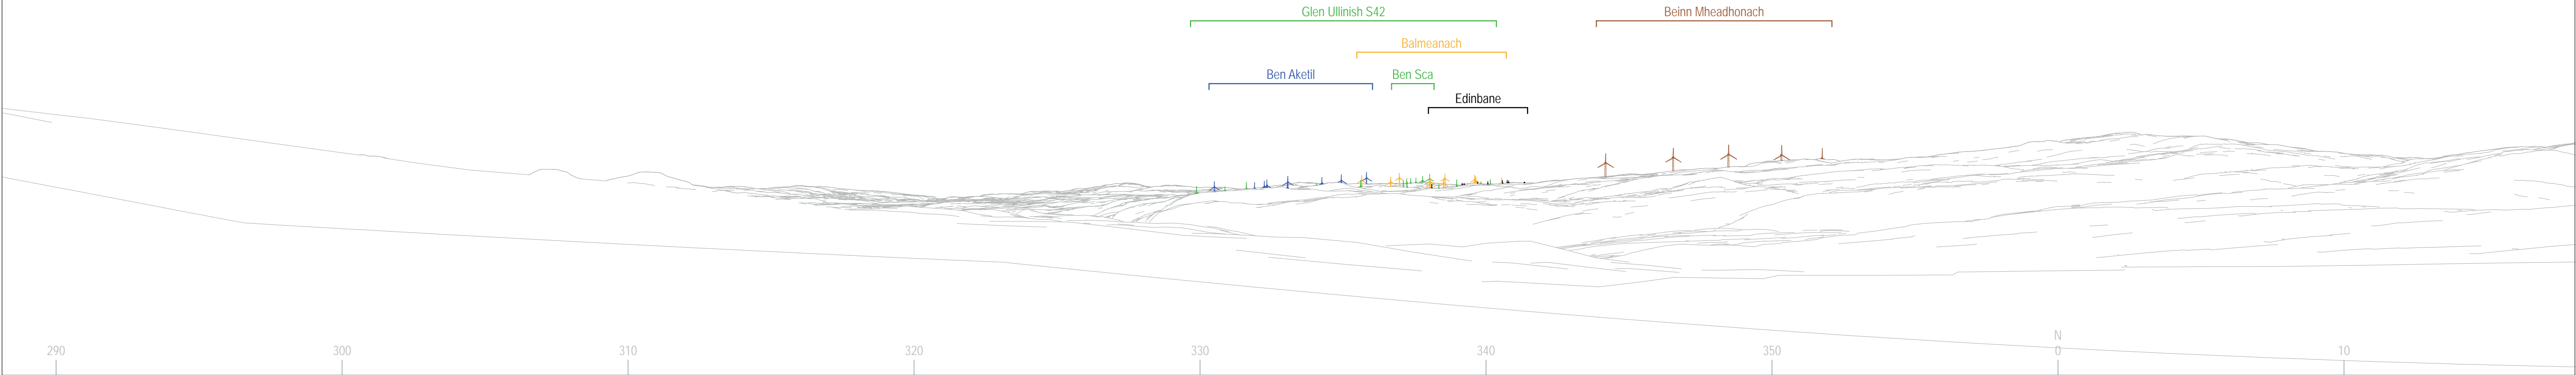 Glen Ullinish S42
Beinn Mheadhonach
Balmeanach
Ben Aketil
Ben Sca
Edinbane
N
290
300
310
320
330
340
350
0
10